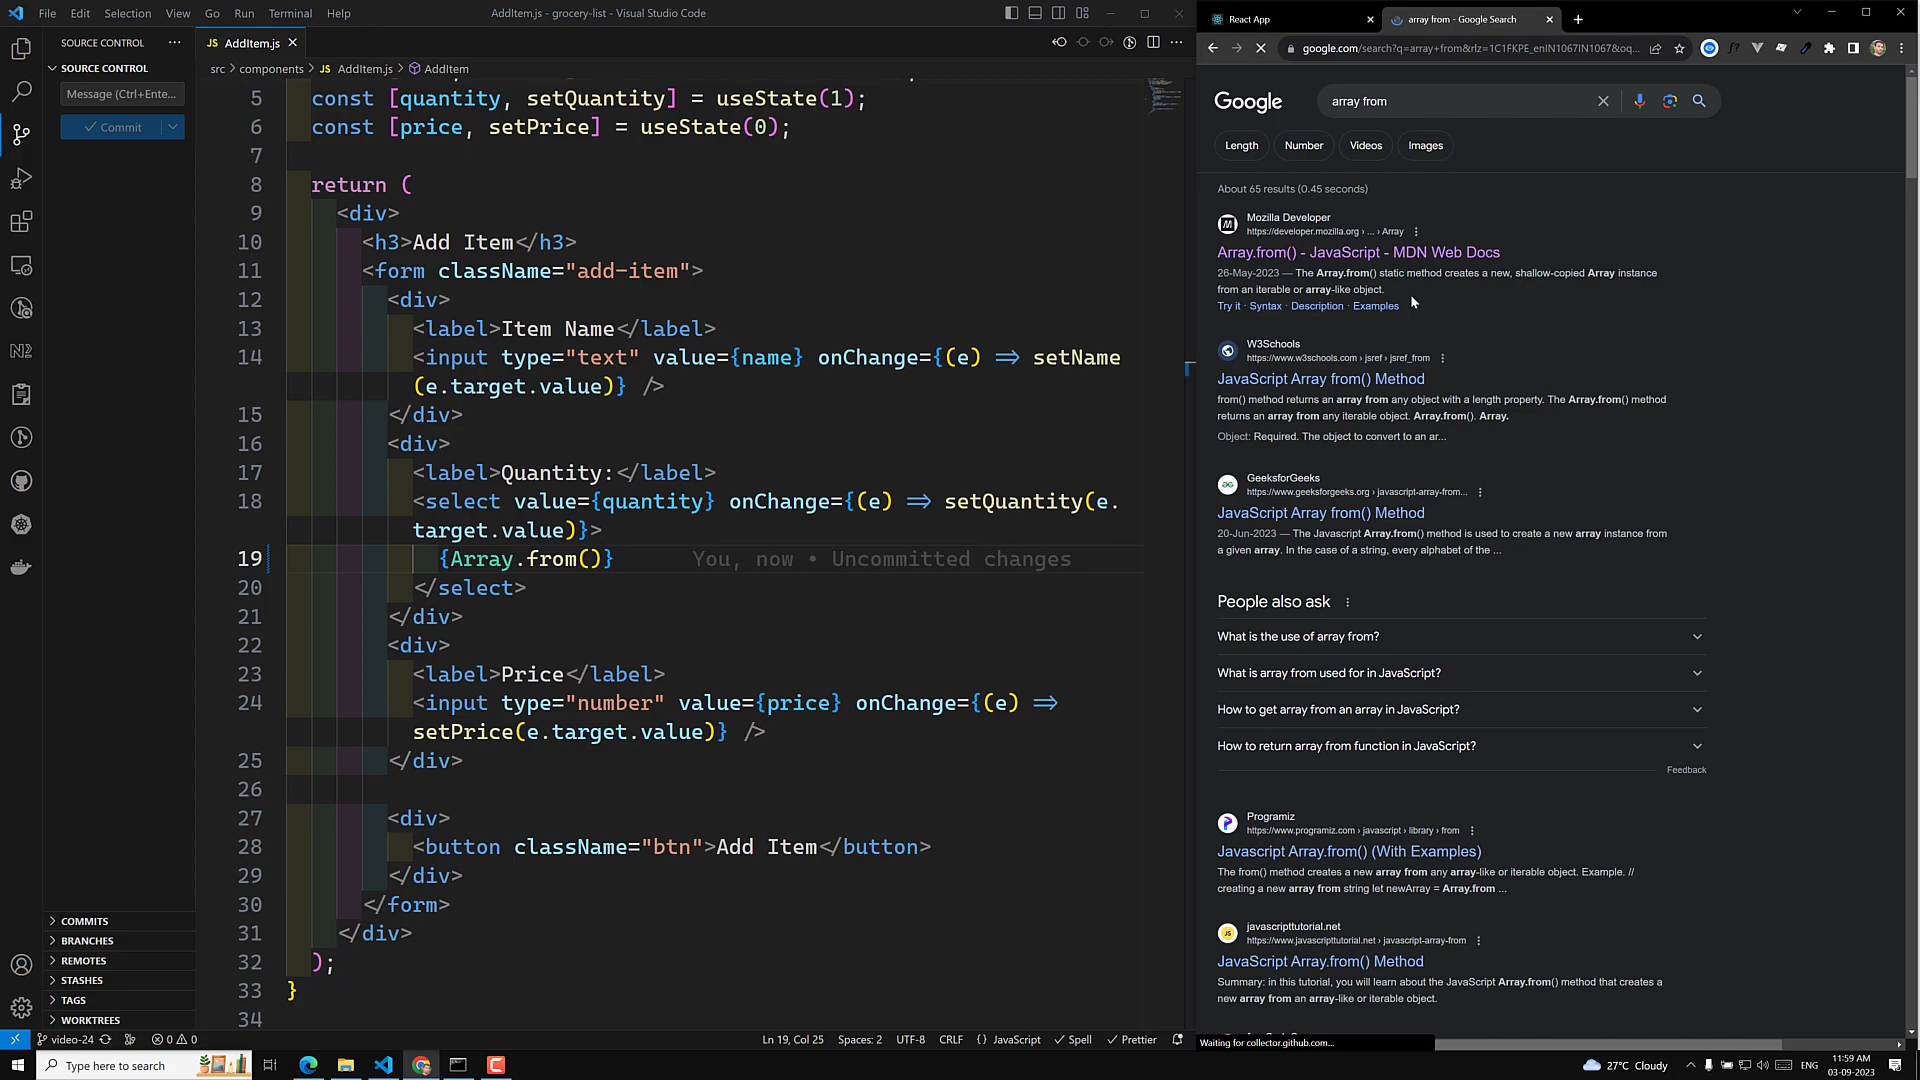 File Edit Selection View Go Run Terminal Help
AddItem.js - grocery-list - Visual Studio Code
SOURCE CONTROL
SOURCE CONTROL
Message (Ctrl+Ente...
Commit
COMMITS
BRANCHES
REMOTES
STASHES
TAGS
WORKTREES
JS AddItem.js
src > components > JS AddItem.js > AddItem
5 const [quantity, setQuantity] = useState(1);
6 const [price, setPrice] = useState(0);
7
8 return (
9 <div>
10 <h3>Add Item</h3>
11 <form className="add-item">
12 <div>
13 <label>Item Name</label>
14 <input type="text" value={name} onChange={(e) => setName
(e.target.value)} />
15 </div>
16 <div>
17 <label>Quantity:</label>
18 <select value={quantity} onChange={(e) => setQuantity(e.
target.value)}>
19 {Array.from()} You, now • Uncommitted changes
20 </select>
21 </div>
22 <div>
23 <label>Price</label>
24 <input type="number" value={price} onChange={(e) =>
setPrice(e.target.value)} />
25 </div>
26
27 <div>
28 <button className="btn">Add Item</button>
29 </div>
30 </form>
31 </div>
32 );
33 }
34
video-24 0 0 Ln 19, Col 25 Spaces: 2 UTF-8 CRLF {} JavaScript Spell Prettier
React App
array from - Google Search
google.com/search?q=array+from&rlz=1C1FKPE_enIN1067IN1067&oq...
Google
array from
Length Number Videos Images
About 65 results (0.45 seconds)
Mozilla Developer
https://developer.mozilla.org › ... › Array
Array.from() - JavaScript - MDN Web Docs
26-May-2023 — The Array.from() static method creates a new, shallow-copied Array instance
from an iterable or array-like object.
Try it · Syntax · Description · Examples
W3Schools
https://www.w3schools.com › jsref › jsref_from
JavaScript Array from() Method
from() method returns an array from any object with a length property. The Array.from() method
returns an array from any iterable object. Array.from(). Array.
Object: Required. The object to convert to an ar...
GeeksforGeeks
https://www.geeksforgeeks.org › javascript-array-from...
JavaScript Array from() Method
20-Jun-2023 — The Javascript Array.from() method is used to create a new array instance from
a given array. In the case of a string, every alphabet of the ...
People also ask
What is the use of array from?
What is array from used for in JavaScript?
How to get array from an array in JavaScript?
How to return array from function in JavaScript?
Feedback
Programiz
https://www.programiz.com › javascript › library › from
Javascript Array.from() (With Examples)
The from() method creates a new array from any array-like or iterable object. Example. //
creating a new array from string let newArray = Array.from ...
javascripttutorial.net
https://www.javascripttutorial.net › javascript-array-from
JavaScript Array.from() Method
Summary: in this tutorial, you will learn about the JavaScript Array.from() method that creates a
new array from an array-like or iterable object.
Waiting for collector.github.com...
Type here to search
27°C Cloudy
ENG
11:59 AM
03-09-2023